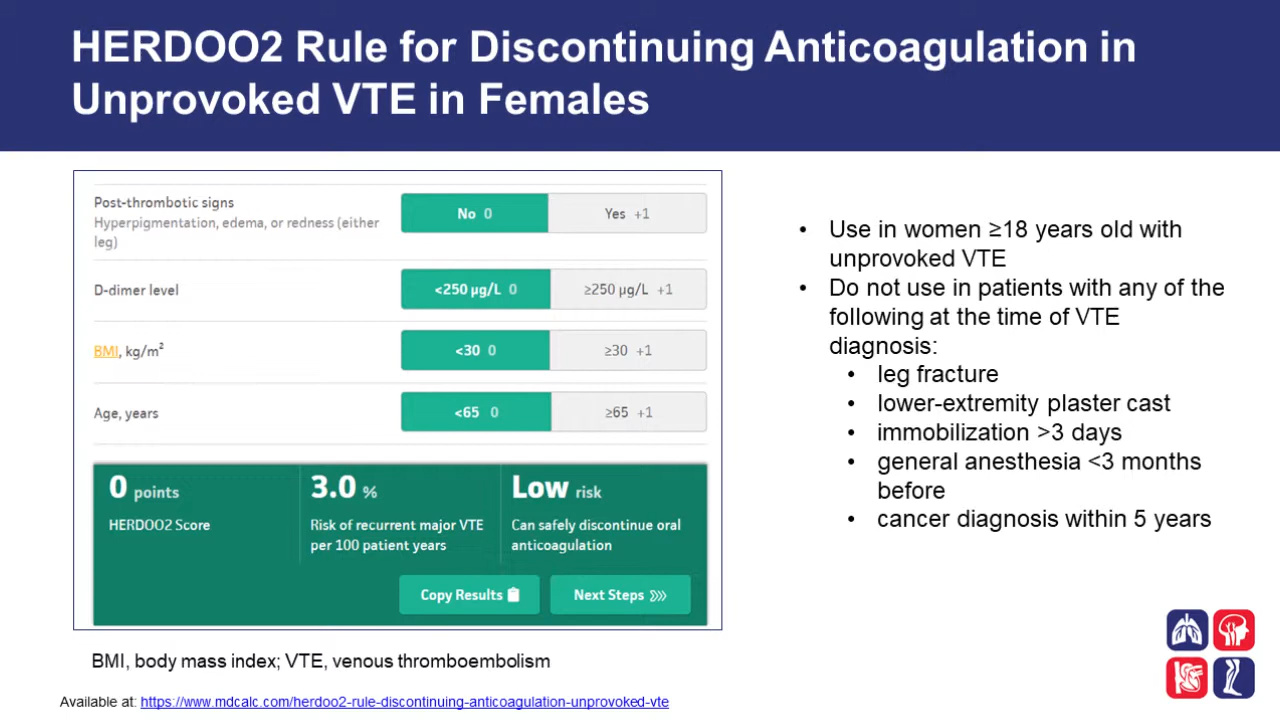 HERDOO2 Rule for Discontinuing Anticoagulation in
Unprovoked VTE in Females
Post-thrombotic signs
Hyperpigmentation, edema, or redness (either
leg)
No 0
Yes +1
D-dimer level
<250 µg/L 0
≥250 µg/L +1
BMI, kg/m²
<30 0
≥30 +1
Age, years
<65 0
≥65 +1
0 points
HERDOO2 Score
3.0 %
Risk of recurrent major VTE
per 100 patient years
Low risk
Can safely discontinue oral
anticoagulation
Copy Results
Next Steps
• Use in women ≥18 years old with
unprovoked VTE
• Do not use in patients with any of the
following at the time of VTE
diagnosis:
• leg fracture
• lower-extremity plaster cast
• immobilization >3 days
• general anesthesia <3 months
before
• cancer diagnosis within 5 years
BMI, body mass index; VTE, venous thromboembolism
Available at: https://www.mdcalc.com/herdoo2-rule-discontinuing-anticoagulation-unprovoked-vte